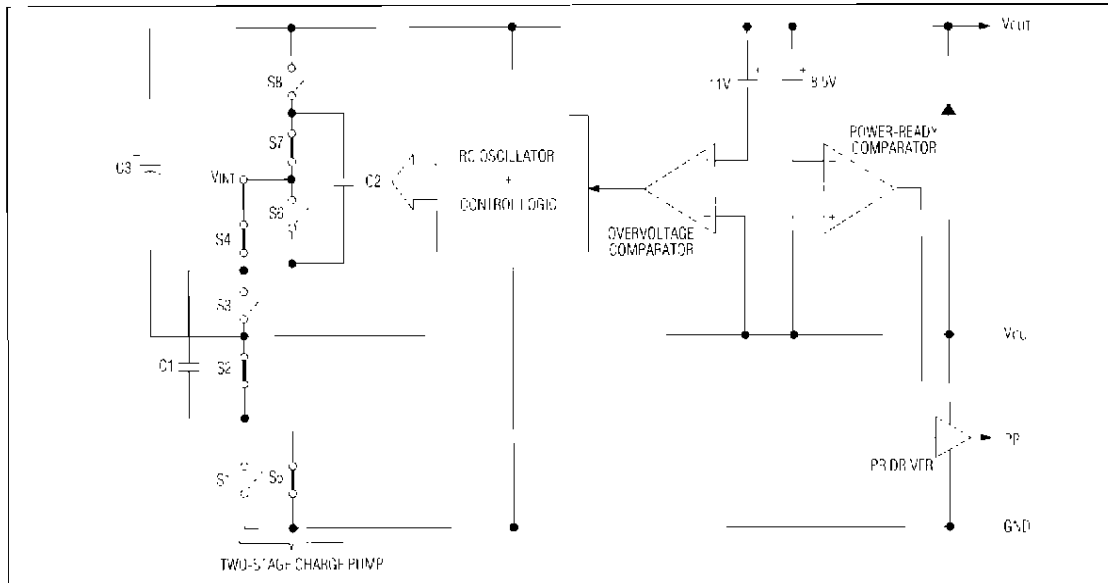 VOUT
S8
11V
8.5V
S7
POWER-READY
COMPARATOR
C3
VINT
C2
RC OSCILLATOR
+
CONTROL LOGIC
S6
S4
OVERVOLTAGE
COMPARATOR
S3
VCC
C1
S2
PR
PR DRIVER
S1
S5
GND
TWO-STAGE CHARGE PUMP